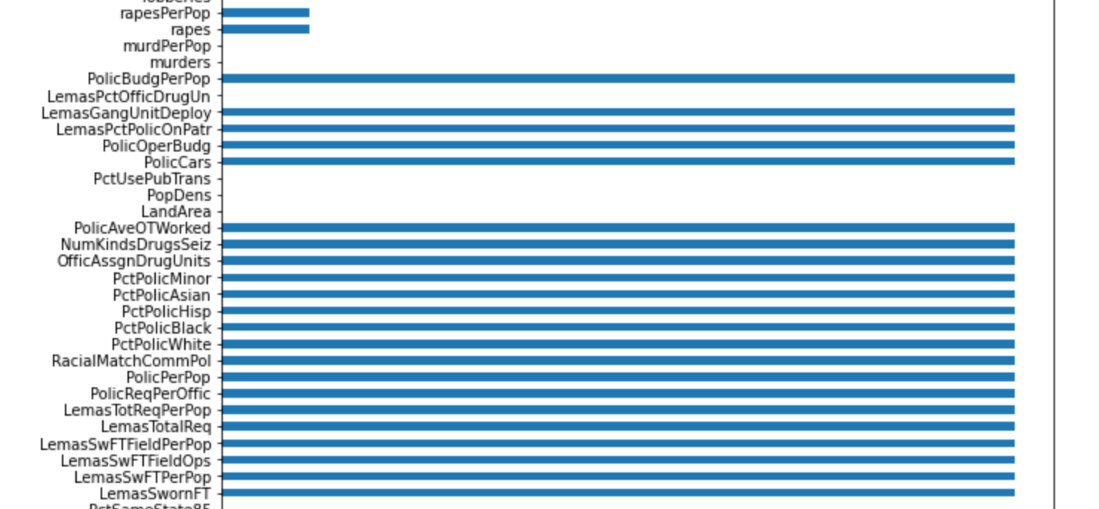 rapesPerPop
rapes
murdPerPop
murders
PolicBudgPerPop
LemasPctOfficDrugUn
LemasGangUnitDeploy
LemasPctPolicOnPatr
PolicOperBudg
PolicCars
PctUsePubTrans
PopDens
LandArea
PolicAveOTWorked
NumKindsDrugsSeiz
OfficAssgnDrugUnits
PctPolicMinor
PctPolicAsian
PctPolicHisp
PctPolicBlack
PctPolicWhite
RacialMatchCommPol
PolicPerPop
PolicReqPerOffic
LemasTotReqPerPop
LemasTotalReq
LemasSwFTFieldPerPop
LemasSwFTFieldOps
LemasSwFTPerPop
LemasSwornFT